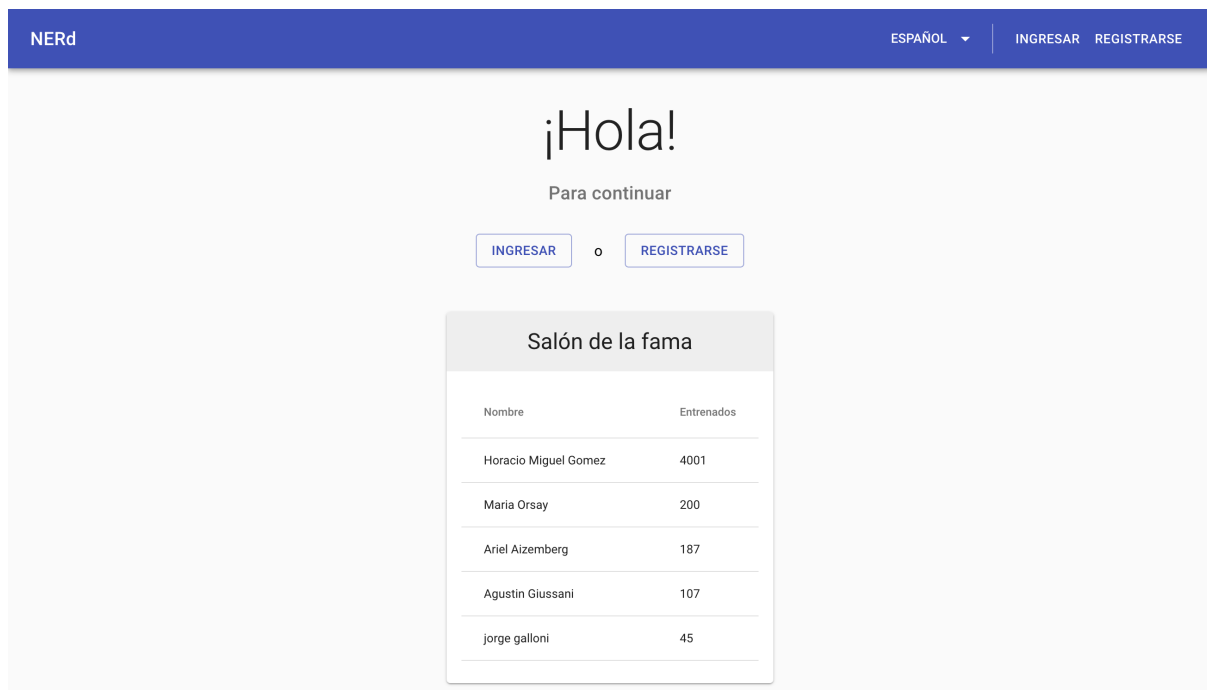 NERd ESPAÑOL INGRESAR REGISTRARSE
¡Hola!
Para continuar
INGRESAR o REGISTRARSE
Salón de la fama
Nombre Entrenados
Horacio Miguel Gomez 4001
Maria Orsay 200
Ariel Aizemberg 187
Agustin Giussani 107
jorge galloni 45